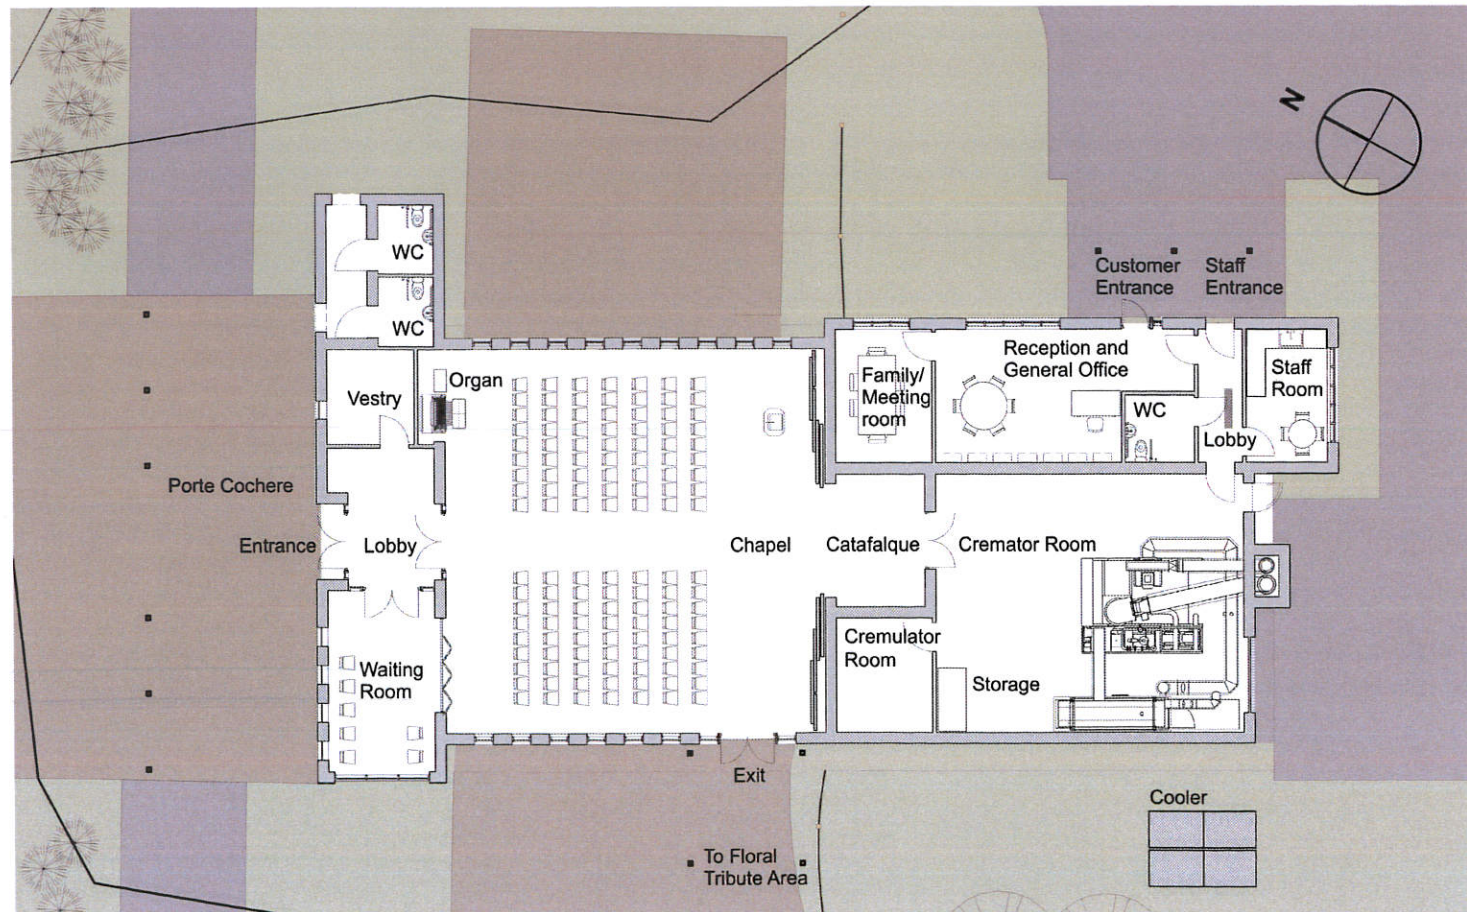 N
WC
WC
Customer
Entrance
Staff
Entrance
Organ
Vestry
Family/
Meeting
room
Reception and
General Office
WC
Lobby
Staff
Room
Porte Cochere
Entrance
Lobby
Chapel
Catafalque
Cremator Room
Waiting
Room
Cremulator
Room
Storage
Exit
Cooler
To Floral
Tribute Area